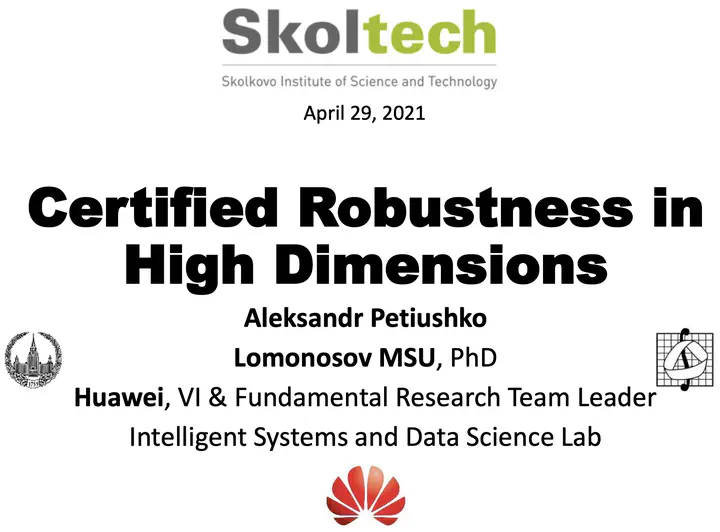 Skoltech
Skolkovo Institute of Science and Technology
April 29, 2021
Certified Robustness in
High Dimensions
Aleksandr Petiushko
Lomonosov MSU, PhD
Huawei, VI & Fundamental Research Team Leader
Intelligent Systems and Data Science Lab
1755